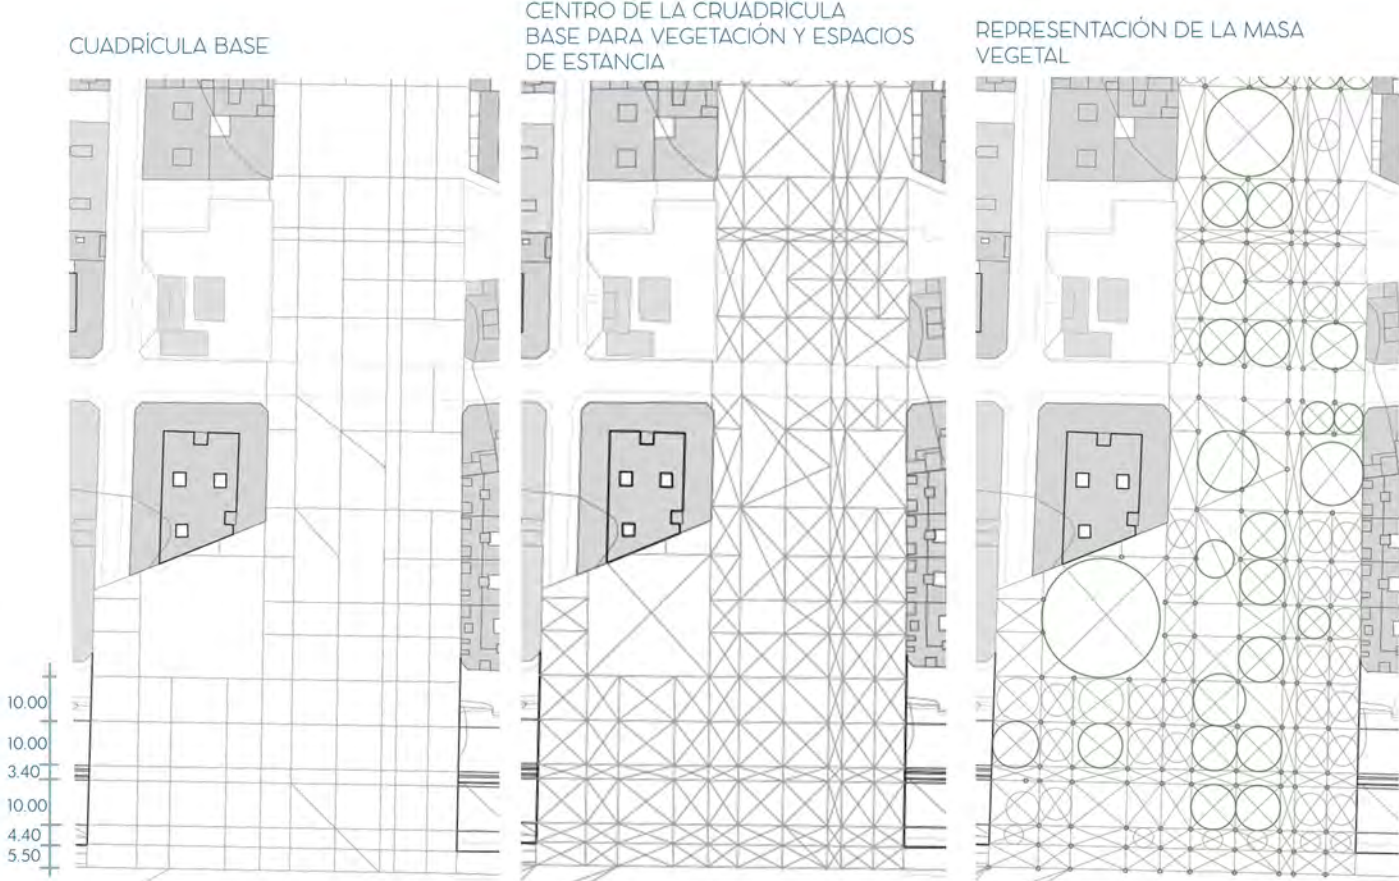 CUADRÍCULA BASE
CENTRO DE LA CRUADRICULA
BASE PARA VEGETACIÓN Y ESPACIOS
DE ESTANCIA
REPRESENTACIÓN DE LA MASA
VEGETAL
10.00
10.00
3.40
10.00
4.40
5.50